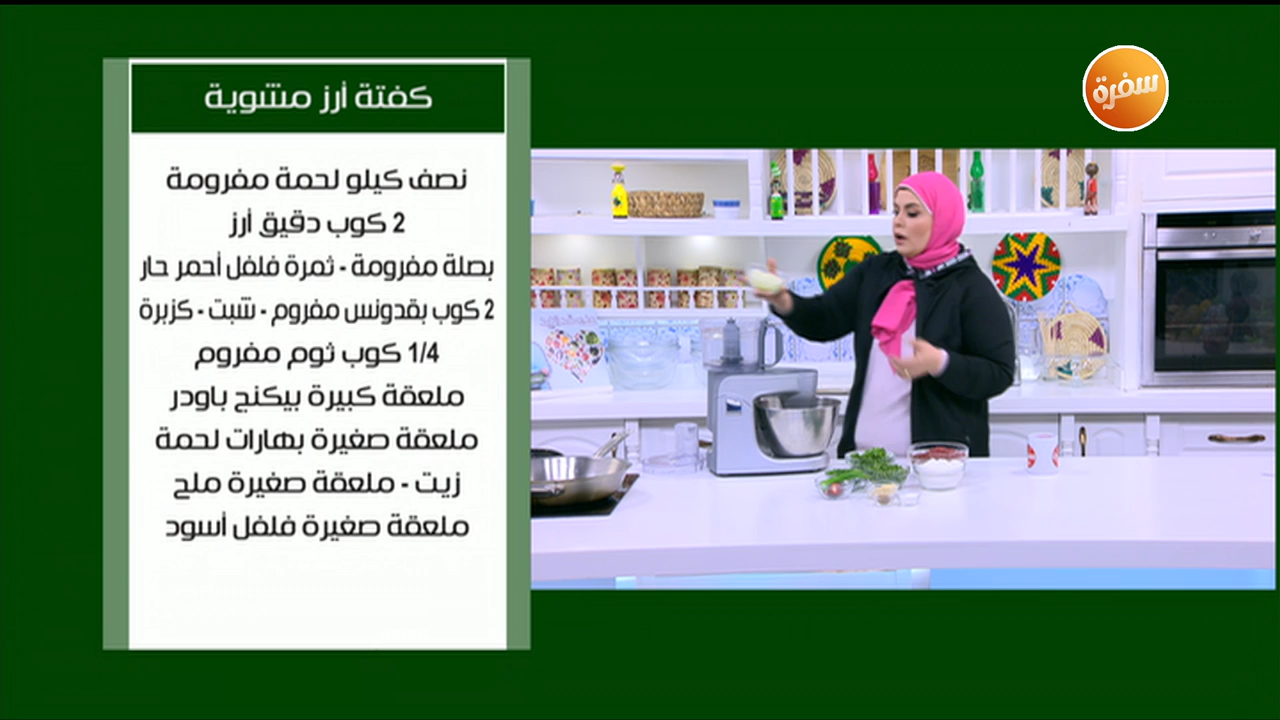 سفرة
كفتة أرز مشوية
نصف كيلو لحمة مفرومة
2 كوب دقيق أرز
بصلة مفرومة - ثمرة فلفل أحمر حار
2 كوب بقدونس مفروم - شبت - كزبرة
1/4 كوب ثوم مفروم
ملعقة كبيرة بيكنج باودر
ملعقة صغيرة بهارات لحمة
زيت - ملعقة صغيرة ملح
ملعقة صغيرة فلفل أسود